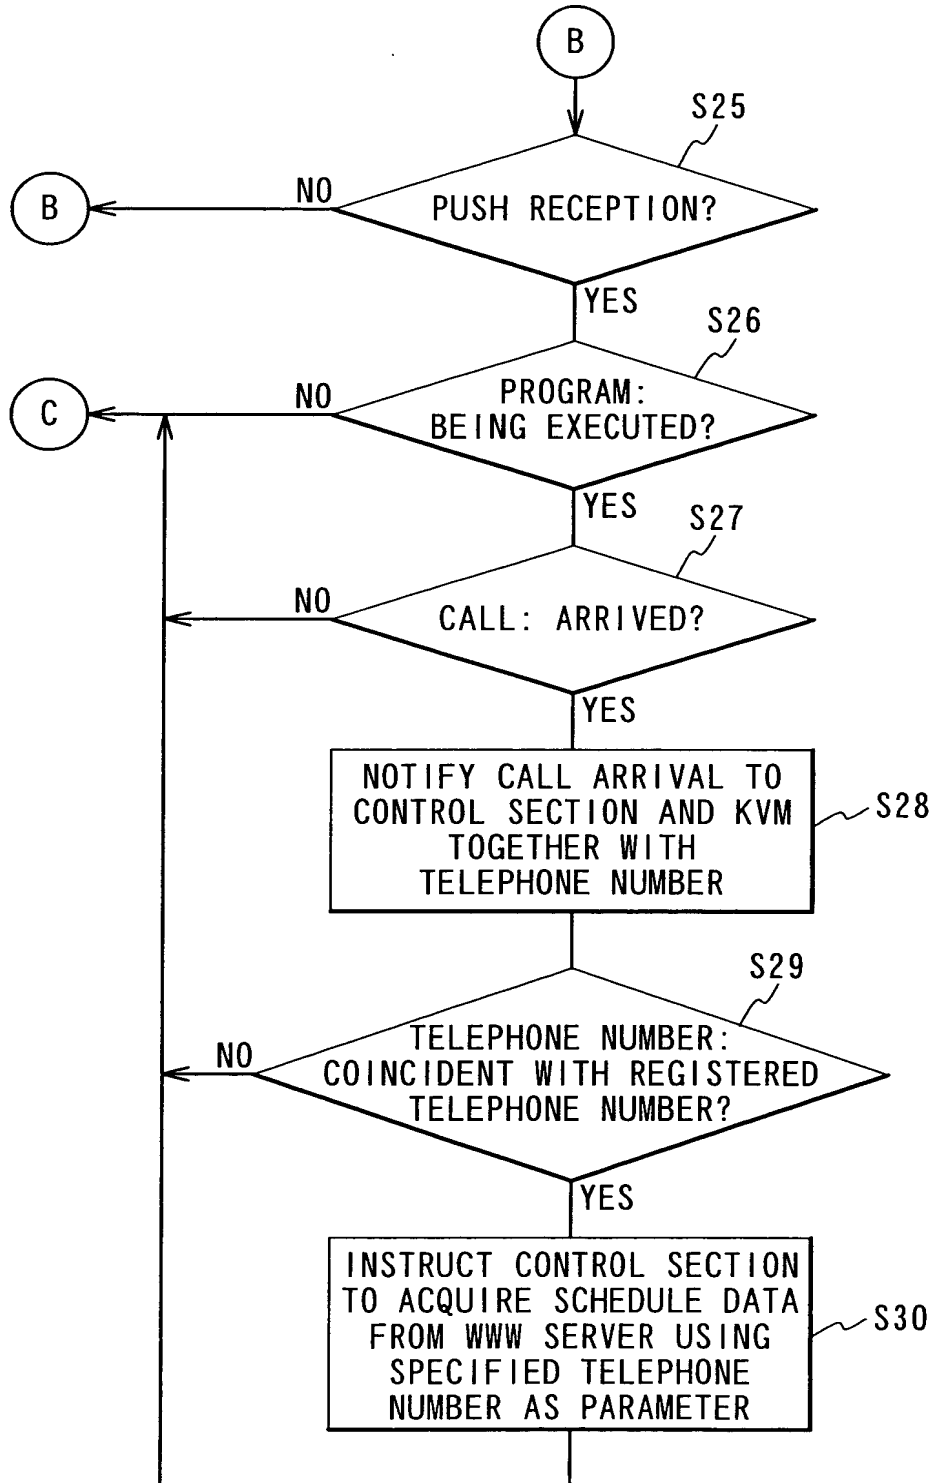 B
S25
B
NO
PUSH RECEPTION?
YES
S26
C
NO
PROGRAM:
BEING EXECUTED?
YES
S27
NO
CALL: ARRIVED?
YES
NOTIFY CALL ARRIVAL TO
CONTROL SECTION AND KVM
TOGETHER WITH
TELEPHONE NUMBER
S28
S29
NO
TELEPHONE NUMBER:
COINCIDENT WITH REGISTERED
TELEPHONE NUMBER?
YES
INSTRUCT CONTROL SECTION
TO ACQUIRE SCHEDULE DATA
FROM WWW SERVER USING
SPECIFIED TELEPHONE
NUMBER AS PARAMETER
S30